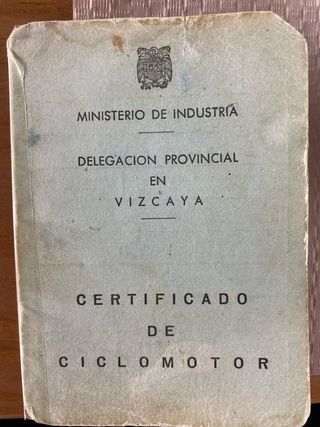 MINISTERIO DE INDUSTRIA
DELEGACION PROVINCIAL
EN
VIZCAYA
CERTIFICADO
DE
CICLOMOTOR